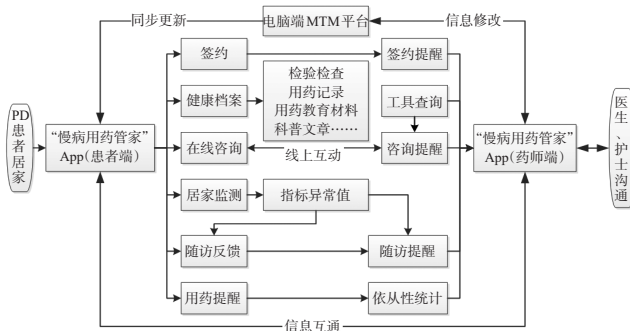 同步更新
电脑端MTM平台
信息修改
签约
签约提醒
健康档案
检验检查
用药记录
用药教育材料
科普文章……
工具查询
PD
患者居家
“慢病用药管家”
App(患者端)
在线咨询
线上互动
咨询提醒
“慢病用药管家”
App(药师端)
医生、护士沟通
居家监测
指标异常值
随访反馈
随访提醒
用药提醒
依从性统计
信息互通